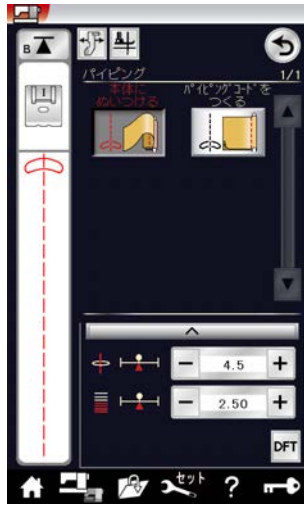 B
パイピング
1/1
本体に
ぬいつける
パイピングコードを
つくる
4.5
2.50
DFT
セット
?